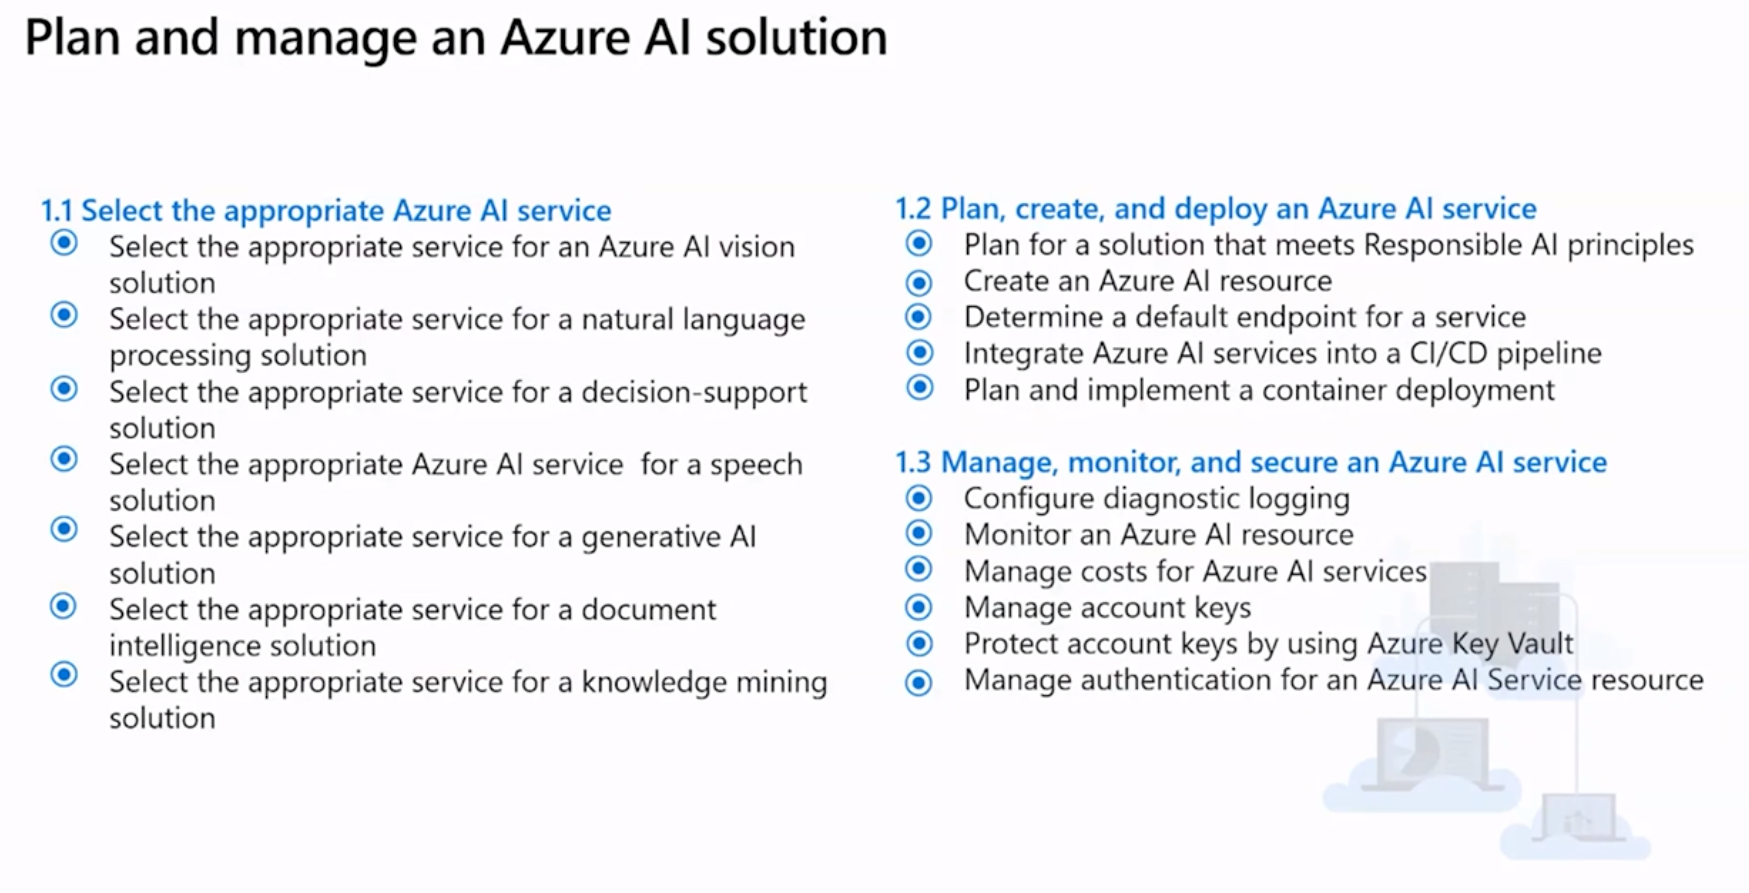 Plan and manage an Azure AI solution
1.1 Select the appropriate Azure AI service
Select the appropriate service for an Azure AI vision
solution
Select the appropriate service for a natural language
processing solution
Select the appropriate service for a decision-support
solution
Select the appropriate Azure AI service  for a speech
solution
Select the appropriate service for a generative AI
solution
Select the appropriate service for a document
intelligence solution
Select the appropriate service for a knowledge mining
solution
1.2 Plan, create, and deploy an Azure AI service
Plan for a solution that meets Responsible AI principles
Create an Azure AI resource
Determine a default endpoint for a service
Integrate Azure AI services into a CI/CD pipeline
Plan and implement a container deployment
1.3 Manage, monitor, and secure an Azure AI service
Configure diagnostic logging
Monitor an Azure AI resource
Manage costs for Azure AI services
Manage account keys
Protect account keys by using Azure Key Vault
Manage authentication for an Azure AI Service resource